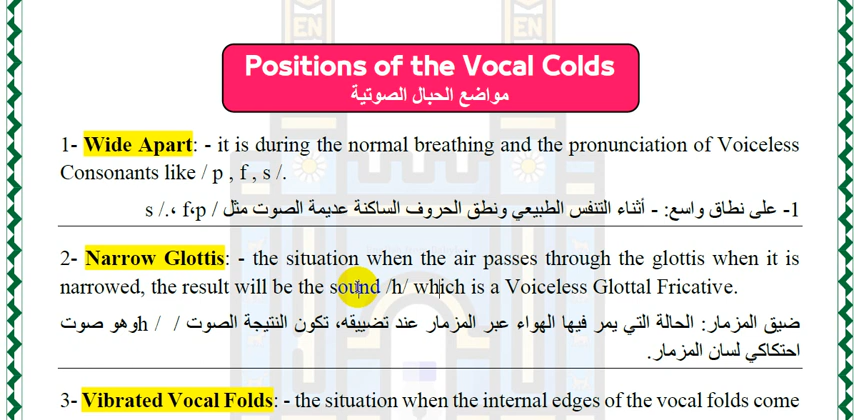 EN EN
Positions of the Vocal Colds
مواضع الحبال الصوتية
1- Wide Apart: - it is during the normal breathing and the pronunciation of Voiceless
Consonants like / p , f , s /.
1- على نطاق واسع: - أثناء التنفس الطبيعي ونطق الحروف الساكنة عديمة الصوت مثل / p، f، s /.
2- Narrow Glottis: - the situation when the air passes through the glottis when it is
narrowed, the result will be the sound /h/ which is a Voiceless Glottal Fricative.
ضيق المزمار: الحالة التي يمر فيها الهواء عبر المزمار عند تضييقه، تكون النتيجة الصوت / / hوهو صوت
احتكاكي لسان المزمار.
3- Vibrated Vocal Folds: - the situation when the internal edges of the vocal folds come